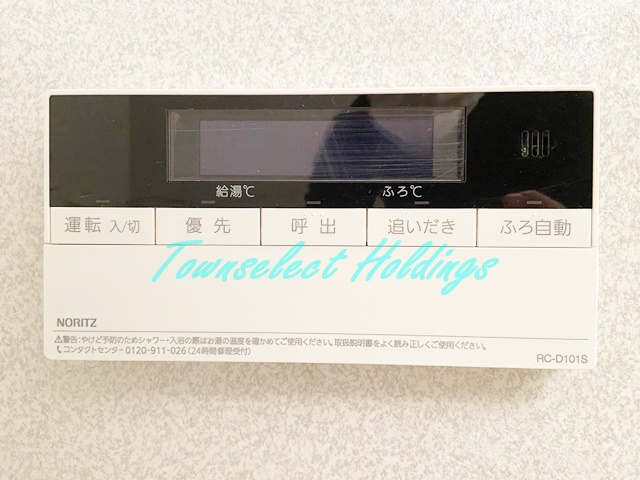 給湯℃ ふろ℃
運転 入/切 優先 呼出 追いだき ふろ自動
Townselect Holdings
NORITZ
⚠警告:やけど予防のためシャワー・入浴の際はお湯の温度を確かめてご使用ください。取扱説明書をよく読み正しくご使用ください。
コンタクトセンター 0120-911-026(24時間修理受付)
RC-D101S